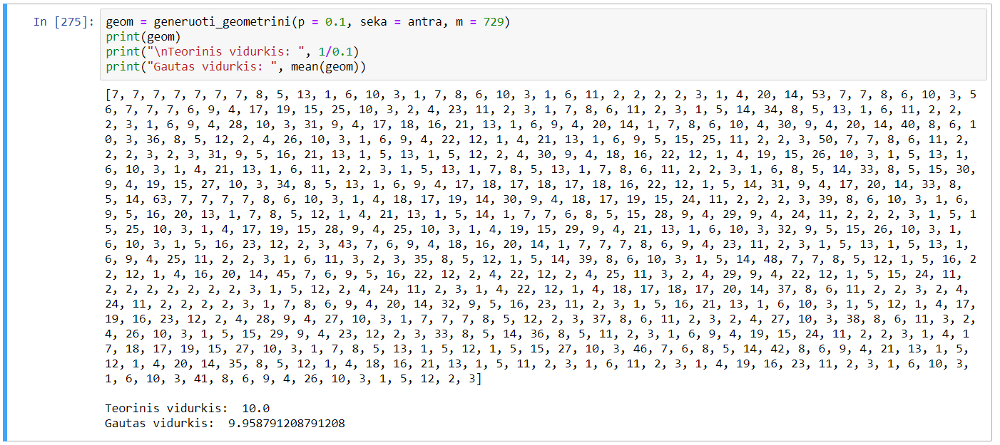 In [275]:
geom = generuoti_geometrini(p = 0.1, seka = antra, m = 729)
print(geom)
print("\nTeorinis vidurkis: ", 1/0.1)
print("Gautas vidurkis: ", mean(geom))
[7, 7, 7, 7, 7, 7, 7, 8, 5, 13, 1, 6, 10, 3, 1, 7, 8, 6, 10, 3, 1, 6, 11, 2, 2, 2, 2, 3, 1, 4, 20, 14, 53, 7, 7, 8, 6, 10, 3, 5
6, 7, 7, 7, 6, 9, 4, 17, 19, 15, 25, 10, 3, 2, 4, 23, 11, 2, 3, 1, 7, 8, 6, 11, 2, 3, 1, 5, 14, 34, 8, 5, 13, 1, 6, 11, 2, 2,
2, 3, 1, 6, 9, 4, 28, 10, 3, 31, 9, 4, 17, 18, 16, 21, 13, 1, 6, 9, 4, 20, 14, 1, 7, 8, 6, 10, 4, 30, 9, 4, 20, 14, 40, 8, 6, 1
0, 3, 36, 8, 5, 12, 2, 4, 26, 10, 3, 1, 6, 9, 4, 22, 12, 1, 4, 21, 13, 1, 6, 9, 5, 15, 25, 11, 2, 2, 3, 50, 7, 7, 8, 6, 11, 2,
2, 2, 3, 2, 3, 31, 9, 5, 16, 21, 13, 1, 5, 13, 1, 5, 12, 2, 4, 30, 9, 4, 18, 16, 22, 12, 1, 4, 19, 15, 26, 10, 3, 1, 5, 13, 1,
6, 10, 3, 1, 4, 21, 13, 1, 6, 11, 2, 2, 3, 1, 5, 13, 1, 7, 8, 5, 13, 1, 7, 8, 6, 11, 2, 2, 3, 1, 6, 8, 5, 14, 33, 8, 5, 15, 30,
9, 4, 19, 15, 27, 10, 3, 34, 8, 5, 13, 1, 6, 9, 4, 17, 18, 17, 18, 17, 18, 16, 22, 12, 1, 5, 14, 31, 9, 4, 17, 20, 14, 33, 8,
5, 14, 63, 7, 7, 7, 7, 8, 6, 10, 3, 1, 4, 18, 17, 19, 14, 30, 9, 4, 18, 17, 19, 15, 24, 11, 2, 2, 2, 3, 39, 8, 6, 10, 3, 1, 6,
9, 5, 16, 20, 13, 1, 7, 8, 5, 12, 1, 4, 21, 13, 1, 5, 14, 1, 7, 7, 6, 8, 5, 15, 28, 9, 4, 29, 9, 4, 24, 11, 2, 2, 2, 3, 1, 5, 1
5, 25, 10, 3, 1, 4, 17, 19, 15, 28, 9, 4, 25, 10, 3, 1, 4, 19, 15, 29, 9, 4, 21, 13, 1, 6, 10, 3, 32, 9, 5, 15, 26, 10, 3, 1,
6, 10, 3, 1, 5, 16, 23, 12, 2, 3, 43, 7, 6, 9, 4, 18, 16, 20, 14, 1, 7, 7, 7, 8, 6, 9, 4, 23, 11, 2, 3, 1, 5, 13, 1, 5, 13, 1,
6, 9, 4, 25, 11, 2, 2, 3, 1, 6, 11, 3, 2, 3, 35, 8, 5, 12, 1, 5, 14, 39, 8, 6, 10, 3, 1, 5, 14, 48, 7, 7, 8, 5, 12, 1, 5, 16, 2
2, 12, 1, 4, 16, 20, 14, 45, 7, 6, 9, 5, 16, 22, 12, 2, 4, 22, 12, 2, 4, 25, 11, 3, 2, 4, 29, 9, 4, 22, 12, 1, 5, 15, 24, 11,
2, 2, 2, 2, 2, 2, 2, 3, 1, 5, 12, 2, 4, 24, 11, 2, 3, 1, 4, 22, 12, 1, 4, 18, 17, 18, 17, 20, 14, 37, 8, 6, 11, 2, 2, 3, 2, 4,
24, 11, 2, 2, 2, 2, 3, 1, 7, 8, 6, 9, 4, 20, 14, 32, 9, 5, 16, 23, 11, 2, 3, 1, 5, 16, 21, 13, 1, 6, 10, 3, 1, 5, 12, 1, 4, 17,
19, 16, 23, 12, 2, 4, 28, 9, 4, 27, 10, 3, 1, 7, 7, 7, 8, 5, 12, 2, 3, 37, 8, 6, 11, 2, 3, 2, 4, 27, 10, 3, 38, 8, 6, 11, 3, 2,
4, 26, 10, 3, 1, 5, 15, 29, 9, 4, 23, 12, 2, 3, 33, 8, 5, 14, 36, 8, 5, 11, 2, 3, 1, 6, 9, 4, 19, 15, 24, 11, 2, 2, 3, 1, 4, 1
7, 18, 17, 19, 15, 27, 10, 3, 1, 7, 8, 5, 13, 1, 5, 12, 1, 5, 15, 27, 10, 3, 46, 7, 6, 8, 5, 14, 42, 8, 6, 9, 4, 21, 13, 1, 5,
12, 1, 4, 20, 14, 35, 8, 5, 12, 1, 4, 18, 16, 21, 13, 1, 5, 11, 2, 3, 1, 6, 11, 2, 3, 1, 4, 19, 16, 23, 11, 2, 3, 1, 6, 10, 3,
1, 6, 10, 3, 41, 8, 6, 9, 4, 26, 10, 3, 1, 5, 12, 2, 3]
Teorinis vidurkis:  10.0
Gautas vidurkis:  9.958791208791208